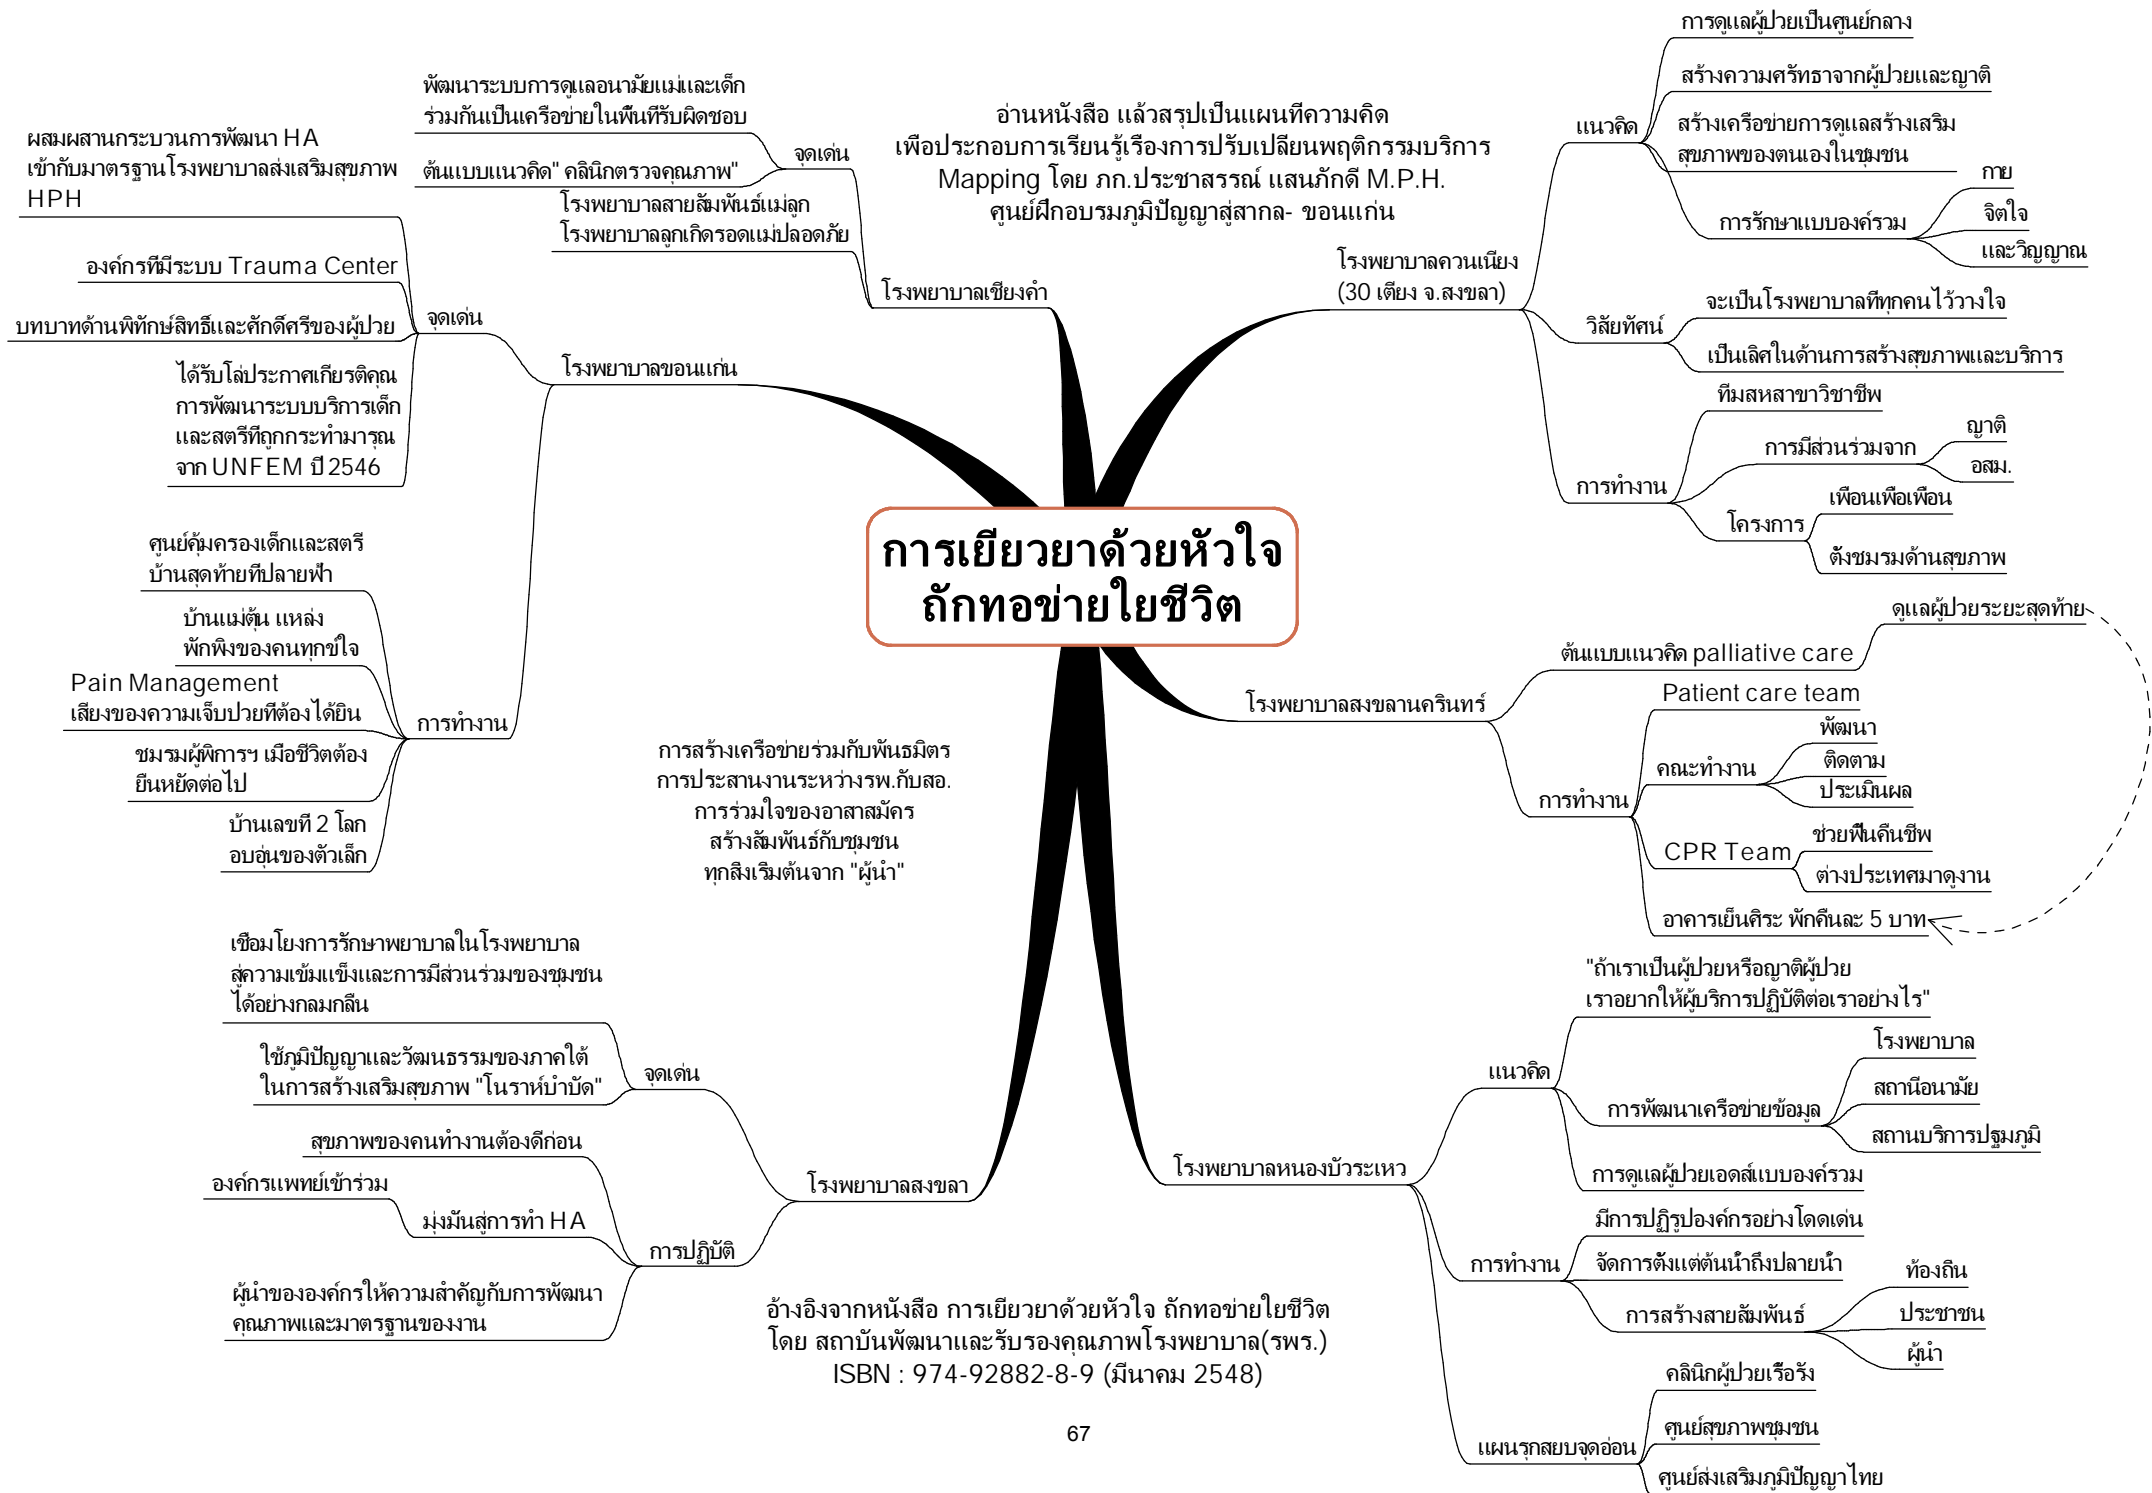 การดูแลผู้ป่วยเป็นศูนย์กลาง
สร้างความศรัทธาจากผู้ป่วยและญาติ
แนวคิด
สร้างเครือข่ายการดูแลสร้างเสริม
สุขภาพของตนเองในชุมชน
การรักษาแบบองค์รวม
กาย
จิตใจ
และวิญญาณ
โรงพยาบาลควนเนียง
(30 เตียง จ.สงขลา)
วิสัยทัศน์
จะเป็นโรงพยาบาลที่ทุกคนไว้วางใจ
เป็นเลิศในด้านการสร้างสุขภาพและบริการ
การทำงาน
ทีมสหสาขาวิชาชีพ
การมีส่วนร่วมจาก
ญาติ
อสม.
โครงการ
เพื่อนเพื่อเพื่อน
ตั้งชมรมด้านสุขภาพ
อ่านหนังสือ แล้วสรุปเป็นแผนที่ความคิด
เพื่อประกอบการเรียนรู้เรื่องการปรับเปลี่ยนพฤติกรรมบริการ
Mapping โดย ภก.ประชาสรรณ์ แสนภักดี M.P.H.
ศูนย์ฝึกอบรมภูมิปัญญาสู่สากล- ขอนแก่น
พัฒนาระบบการดูแลอนามัยแม่และเด็ก
ร่วมกันเป็นเครือข่ายในพื้นที่รับผิดชอบ
จุดเด่น
ต้นแบบแนวคิด" คลินิกตรวจคุณภาพ"
โรงพยาบาลสายสัมพันธ์แม่ลูก
โรงพยาบาลลูกเกิดรอดแม่ปลอดภัย
โรงพยาบาลเชียงคำ
ผสมผสานกระบวนการพัฒนา HA
เข้ากับมาตรฐานโรงพยาบาลส่งเสริมสุขภาพ
HPH
องค์กรที่มีระบบ Trauma Center
บทบาทด้านพิทักษ์สิทธิ์และศักดิ์ศรีของผู้ป่วย
จุดเด่น
ได้รับโล่ประกาศเกียรติคุณ
การพัฒนาระบบบริการเด็ก
และสตรีที่ถูกกระทำมารุณ
จาก UNFEM ปี 2546
โรงพยาบาลขอนแก่น
ศูนย์คุ้มครองเด็กและสตรี
บ้านสุดท้ายที่ปลายฟ้า
บ้านแม่ตุ้น แหล่ง
พักพิงของคนทุกข์ใจ
Pain Management
เสียงของความเจ็บป่วยที่ต้องได้ยิน
การทำงาน
ชมรมผู้พิการฯ เมื่อชีวิตต้อง
ยืนหยัดต่อไป
บ้านเลขที่ 2 โลก
อบอุ่นของตัวเล็ก
การเยียวยาด้วยหัวใจ
ถักทอข่ายใยชีวิต
โรงพยาบาลสงขลานครินทร์
ต้นแบบแนวคิด palliative care
ดูแลผู้ป่วยระยะสุดท้าย
การทำงาน
Patient care team
คณะทำงาน
พัฒนา
ติดตาม
ประเมินผล
CPR Team
ช่วยฟื้นคืนชีพ
ต่างประเทศมาดูงาน
อาคารเย็นศิระ พักคืนละ 5 บาท
การสร้างเครือข่ายร่วมกับพันธมิตร
การประสานงานระหว่างรพ.กับสอ.
การร่วมใจของอาสาสมัคร
สร้างสัมพันธ์กับชุมชน
ทุกสิ่งเริ่มต้นจาก "ผู้นำ"
เชื่อมโยงการรักษาพยาบาลในโรงพยาบาล
สู่ความเข้มแข็งและการมีส่วนร่วมของชุมชน
ได้อย่างกลมกลืน
จุดเด่น
ใช้ภูมิปัญญาและวัฒนธรรมของภาคใต้
ในการสร้างเสริมสุขภาพ "โนราห์บำบัด"
โรงพยาบาลสงขลา
สุขภาพของคนทำงานต้องดีก่อน
องค์กรแพทย์เข้าร่วม
มุ่งมั่นสู่การทำ HA
การปฏิบัติ
ผู้นำขององค์กรให้ความสำคัญกับการพัฒนา
คุณภาพและมาตรฐานของงาน
โรงพยาบาลหนองบัวระเหว
แนวคิด
"ถ้าเราเป็นผู้ป่วยหรือญาติผู้ป่วย
เราอยากให้ผู้บริการปฏิบัติต่อเราอย่างไร"
การพัฒนาเครือข่ายข้อมูล
โรงพยาบาล
สถานีอนามัย
สถานบริการปฐมภูมิ
การดูแลผู้ป่วยเอดส์แบบองค์รวม
การทำงาน
มีการปฏิรูปองค์กรอย่างโดดเด่น
จัดการตั้งแต่ต้นน้ำถึงปลายน้ำ
การสร้างสายสัมพันธ์
ท้องถิ่น
ประชาชน
ผู้นำ
แผนรุกสยบจุดอ่อน
คลินิกผู้ป่วยเรื้อรัง
ศูนย์สุขภาพชุมชน
ศูนย์ส่งเสริมภูมิปัญญาไทย
อ้างอิงจากหนังสือ การเยียวยาด้วยหัวใจ ถักทอข่ายใยชีวิต
โดย สถาบันพัฒนาและรับรองคุณภาพโรงพยาบาล(รพร.)
ISBN : 974-92882-8-9 (มีนาคม 2548)
67